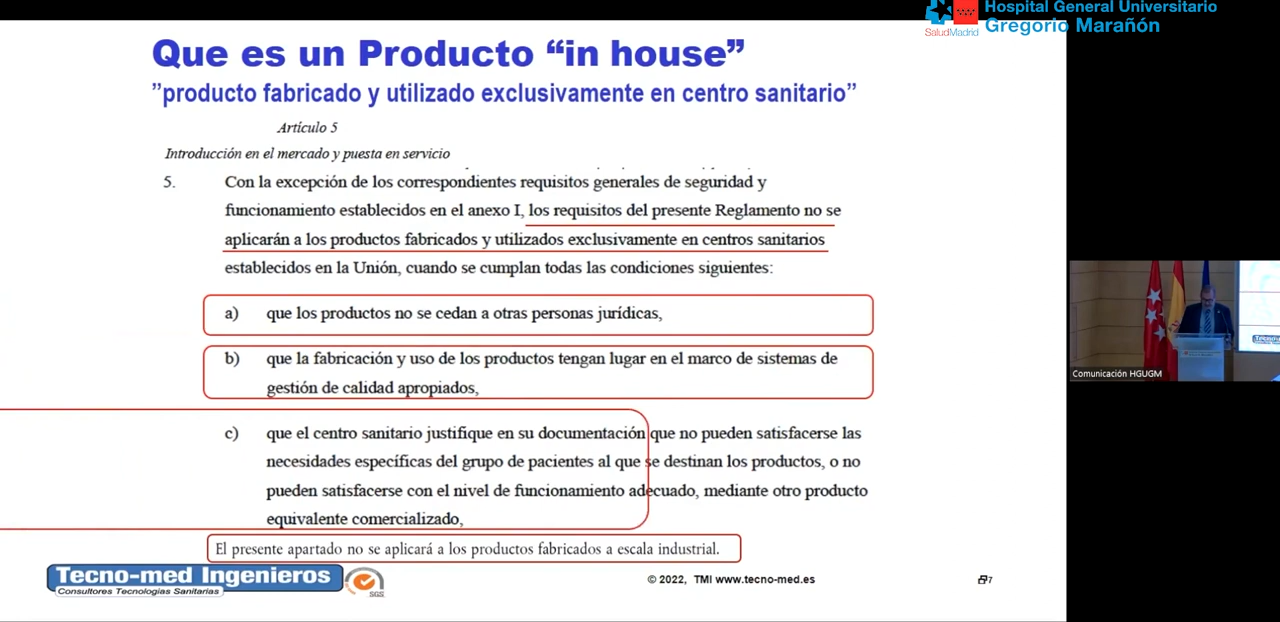 Hospital General Universitario
Gregorio Marañón
SaludMadrid
Que es un Producto “in house”
”producto fabricado y utilizado exclusivamente en centro sanitario”
Artículo 5
Introducción en el mercado y puesta en servicio
5. Con la excepción de los correspondientes requisitos generales de seguridad y
funcionamiento establecidos en el anexo I, los requisitos del presente Reglamento no se
aplicarán a los productos fabricados y utilizados exclusivamente en centros sanitarios
establecidos en la Unión, cuando se cumplan todas las condiciones siguientes:
a) que los productos no se cedan a otras personas jurídicas,
b) que la fabricación y uso de los productos tengan lugar en el marco de sistemas de
gestión de calidad apropiados,
c) que el centro sanitario justifique en su documentación que no pueden satisfacerse las
necesidades específicas del grupo de pacientes al que se destinan los productos, o no
pueden satisfacerse con el nivel de funcionamiento adecuado, mediante otro producto
equivalente comercializado,
El presente apartado no se aplicará a los productos fabricados a escala industrial.
Tecno-med Ingenieros
Consultores Tecnologías Sanitarias
SGS
© 2022, TMI www.tecno-med.es
7
Comunicación HGUGM